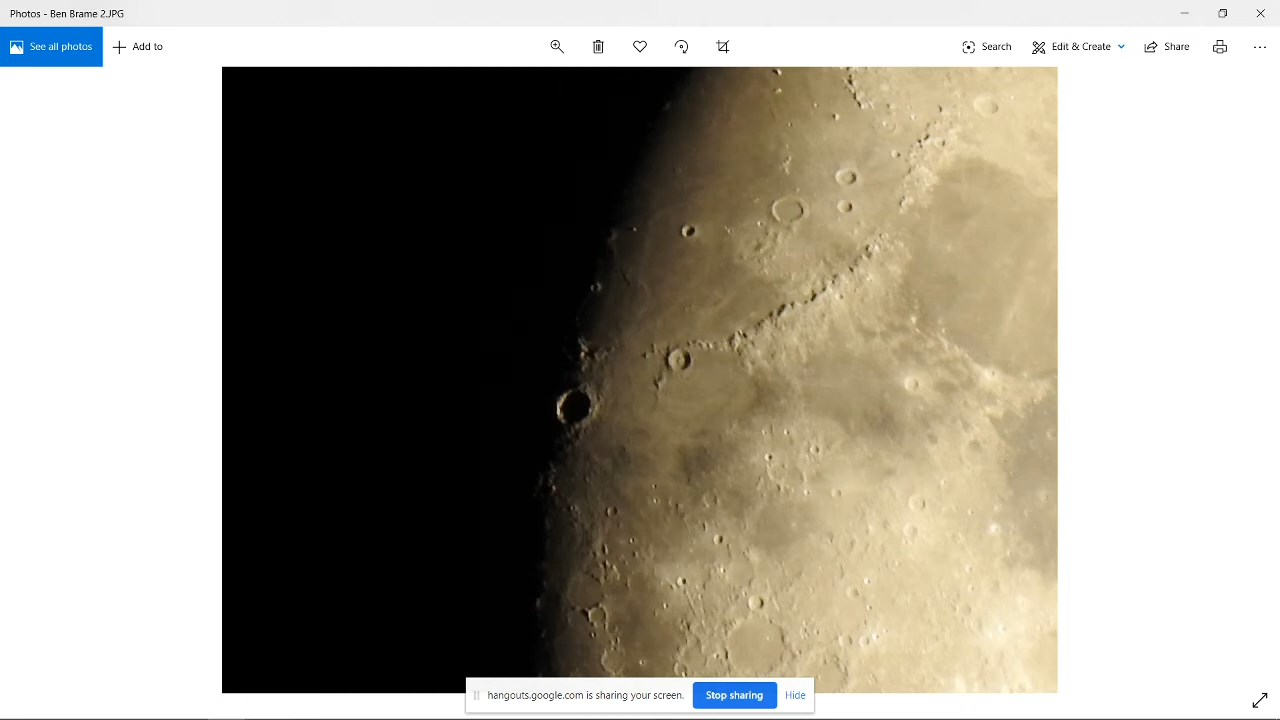 Photos - Ben Brame 2.JPG
See all photos
Add to
Search
Edit & Create
Share
hangouts.google.com is sharing your screen.
Stop sharing
Hide